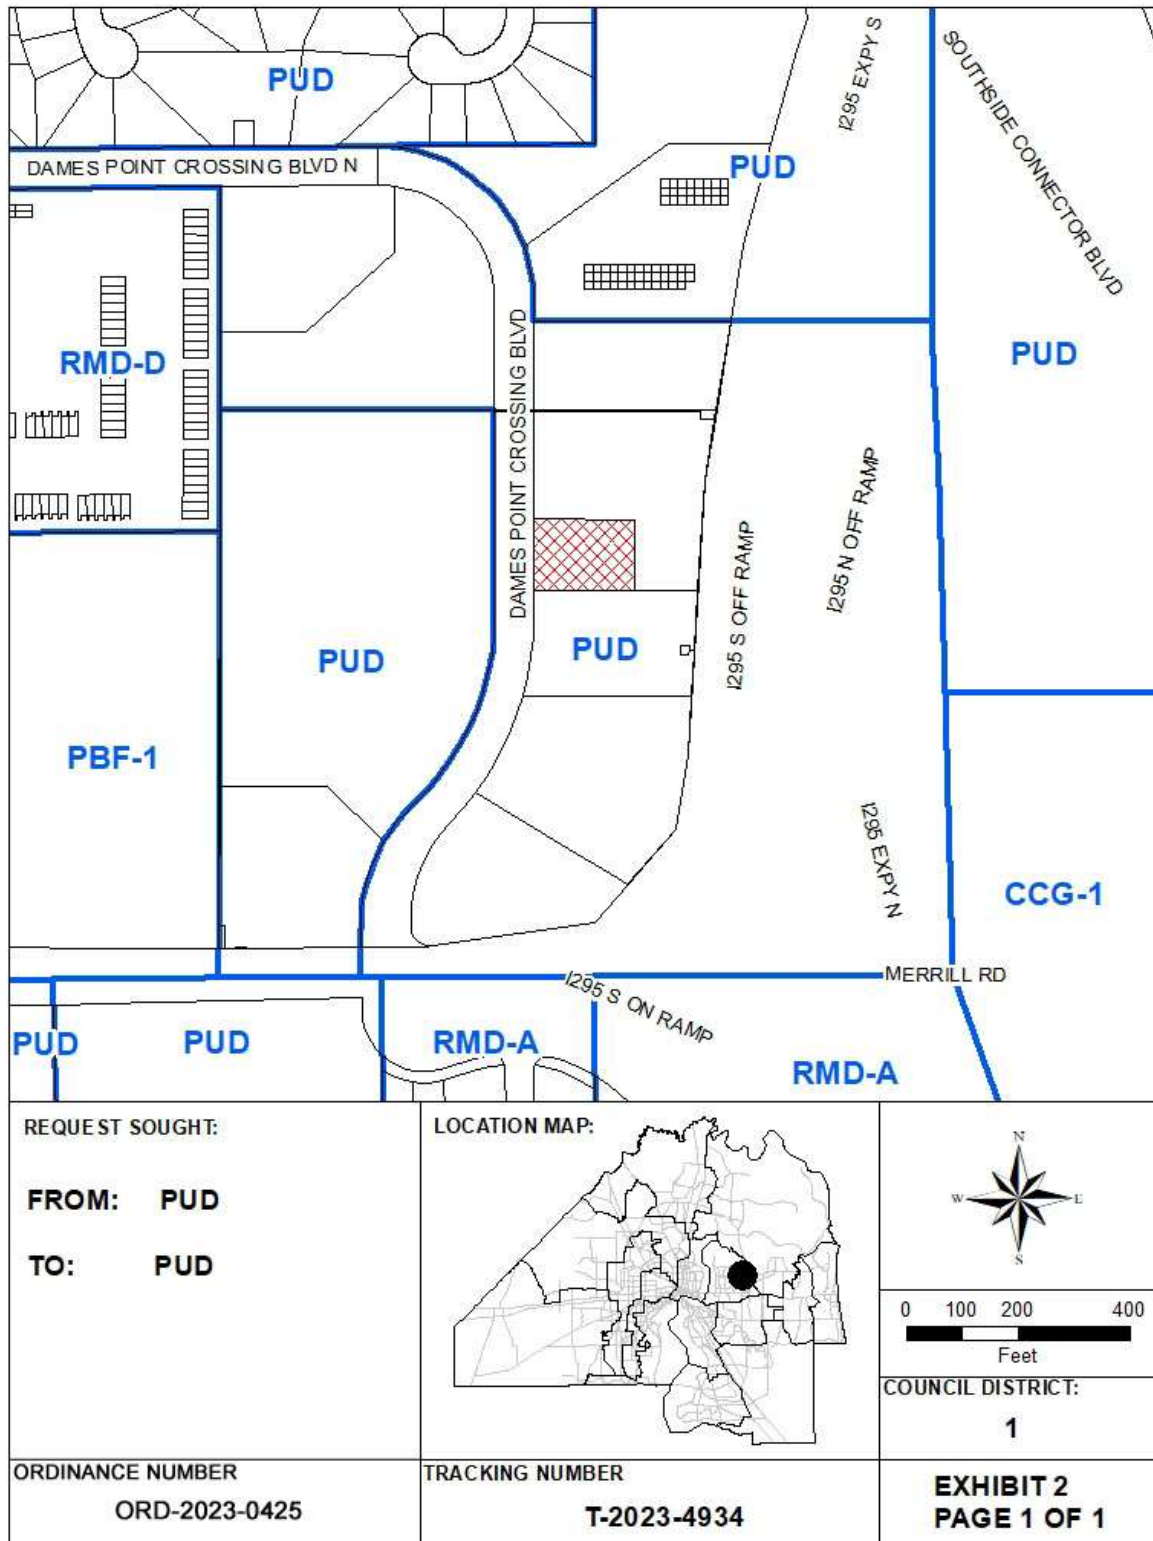 PUD
I295 EXPY S
SOUTHSIDE CONNECTOR BLVD
DAMES POINT CROSSING BLVD N
PUD
RMD-D
DAMES POINT CROSSING BLVD
PUD
I295 N OFF RAMP
I295 S OFF RAMP
PUD
PUD
PBF-1
I295 EXPY N
CCG-1
MERRILL RD
I295 S ON RAMP
PUD
PUD
RMD-A
RMD-A
REQUEST SOUGHT:
FROM: PUD
TO: PUD
LOCATION MAP:
N
W E
S
0 100 200 400
Feet
COUNCIL DISTRICT:
1
ORDINANCE NUMBER
ORD-2023-0425
TRACKING NUMBER
T-2023-4934
EXHIBIT 2
PAGE 1 OF 1